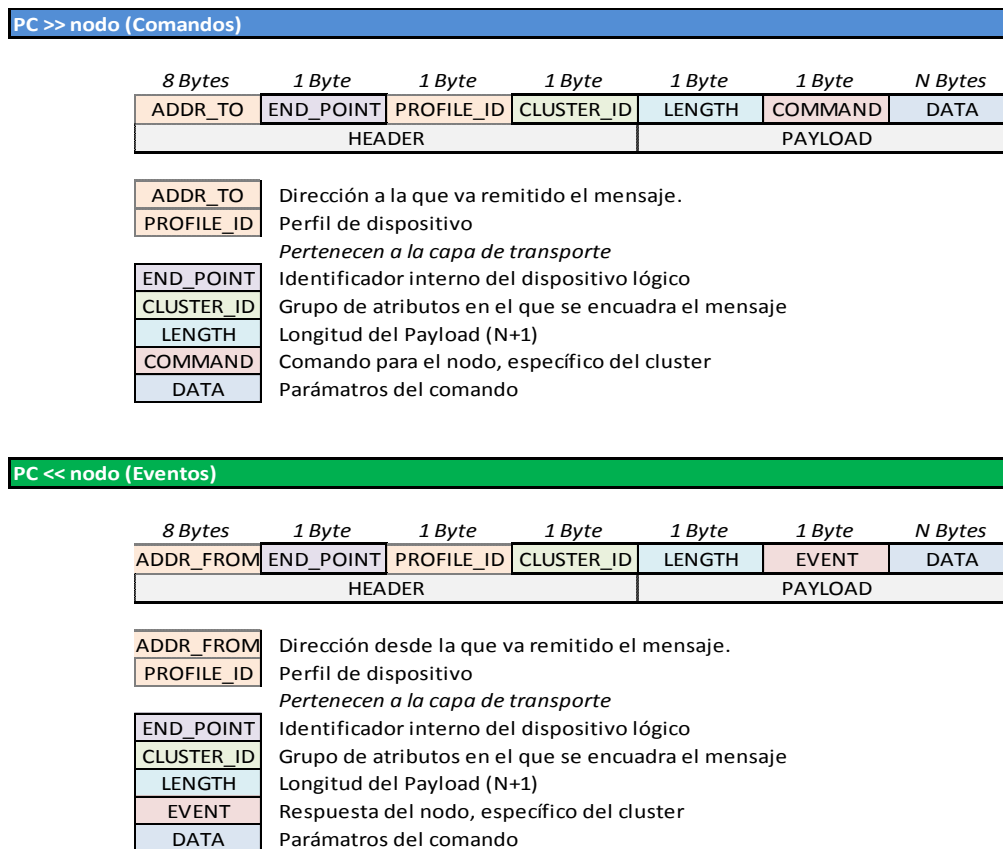 PC >> nodo (Comandos)
8 Bytes 1 Byte 1 Byte 1 Byte 1 Byte 1 Byte N Bytes
ADDR_TO END_POINT PROFILE_ID CLUSTER_ID LENGTH COMMAND DATA
HEADER PAYLOAD
ADDR_TO Dirección a la que va remitido el mensaje.
PROFILE_ID Perfil de dispositivo
Pertenecen a la capa de transporte
END_POINT Identificador interno del dispositivo lógico
CLUSTER_ID Grupo de atributos en el que se encuadra el mensaje
LENGTH Longitud del Payload (N+1)
COMMAND Comando para el nodo, específico del cluster
DATA Parámatros del comando
PC << nodo (Eventos)
8 Bytes 1 Byte 1 Byte 1 Byte 1 Byte 1 Byte N Bytes
ADDR_FROM END_POINT PROFILE_ID CLUSTER_ID LENGTH EVENT DATA
HEADER PAYLOAD
ADDR_FROM Dirección desde la que va remitido el mensaje.
PROFILE_ID Perfil de dispositivo
Pertenecen a la capa de transporte
END_POINT Identificador interno del dispositivo lógico
CLUSTER_ID Grupo de atributos en el que se encuadra el mensaje
LENGTH Longitud del Payload (N+1)
EVENT Respuesta del nodo, específico del cluster
DATA Parámatros del comando